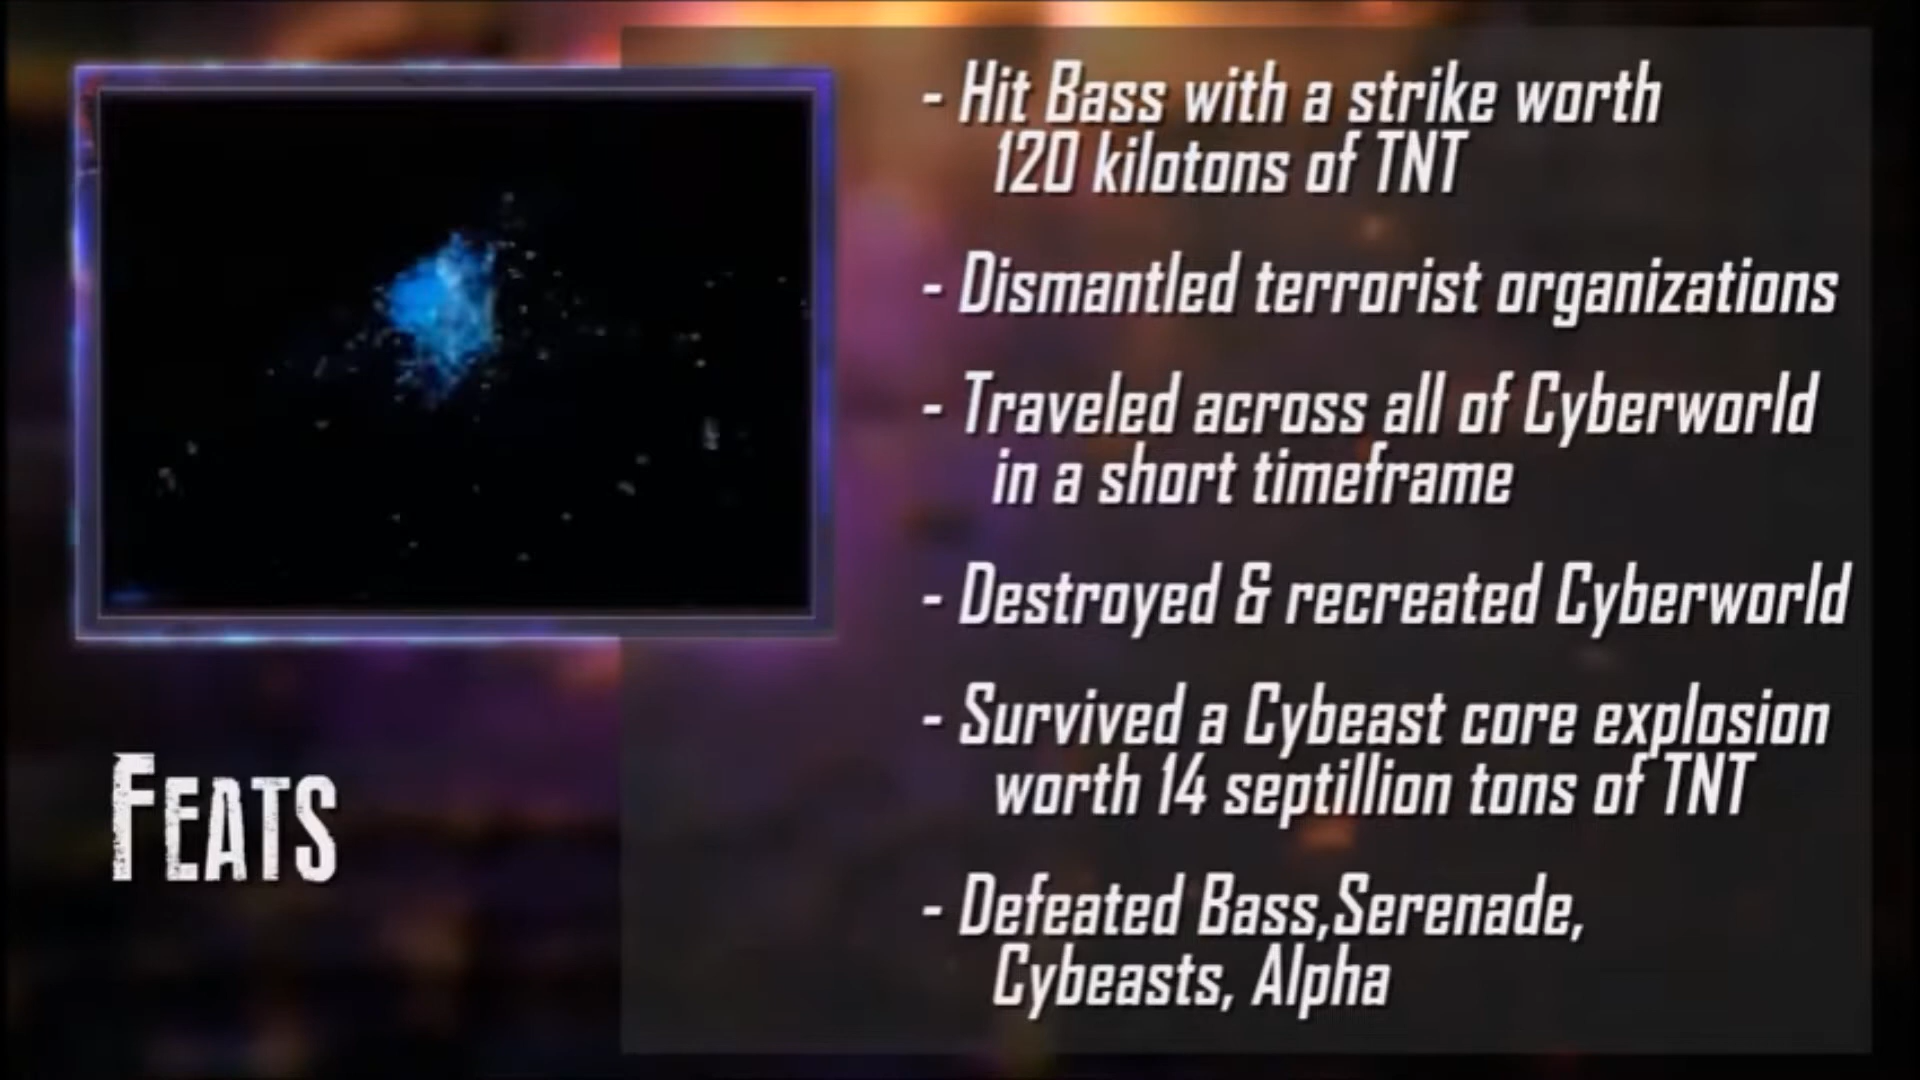 - Hit Bass with a strike worth
120 kilotons of TNT
- Dismantled terrorist organizations
- Traveled across all of Cyberworld
in a short timeframe
- Destroyed & recreated Cyberworld
- Survived a Cybeast core explosion
worth 14 septillion tons of TNT
- Defeated Bass,Serenade,
Cybeasts, Alpha
Feats